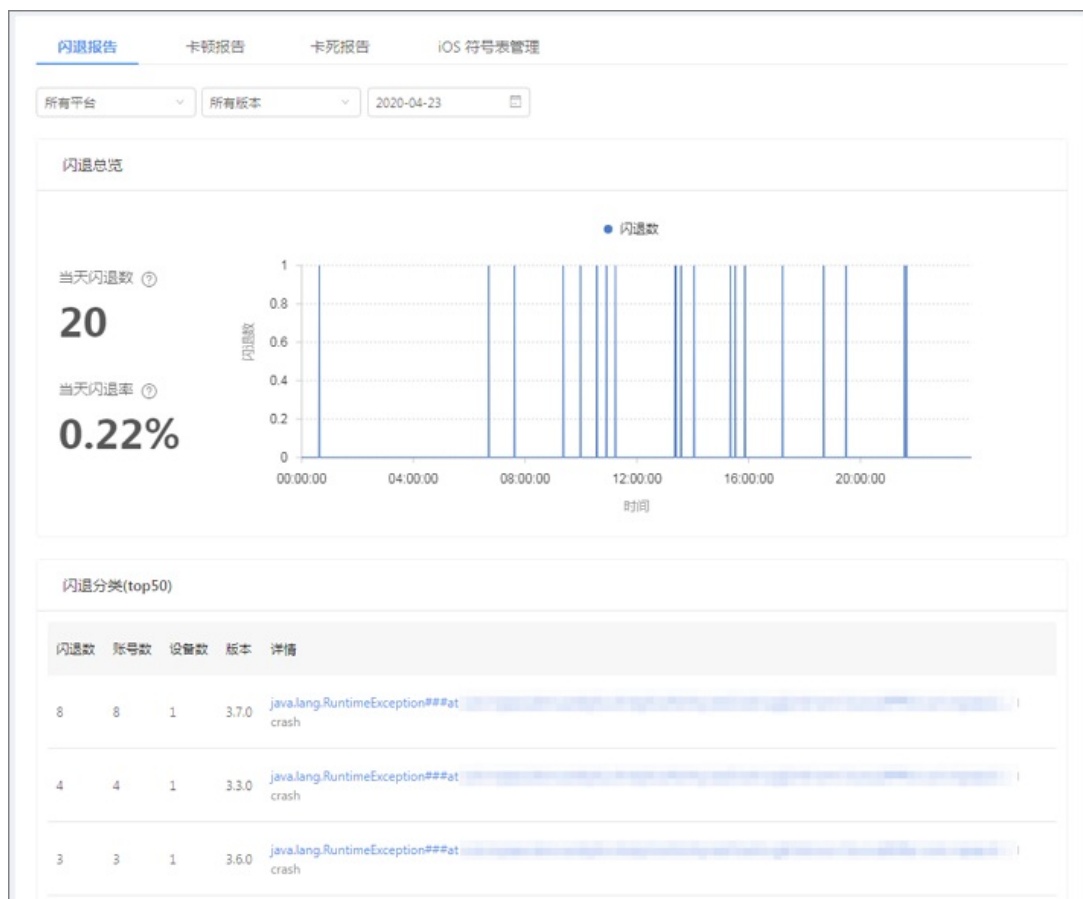 闪退报告 卡顿报告 卡死报告 iOS 符号表管理
所有平台 所有版本 2020-04-23
闪退总览
闪退数
当天闪退数
20
当天闪退率
0.22%
闪退数
1
0.8
0.6
0.4
0.2
0
00:00:00 04:00:00 08:00:00 12:00:00 16:00:00 20:00:00
时间
闪退分类(top50)
闪退数 账号数 设备数 版本 详情
8 8 1 3.7.0 java.lang.RuntimeException###at
crash
4 4 1 3.3.0 java.lang.RuntimeException###at
crash
3 3 1 3.6.0 java.lang.RuntimeException###at
crash